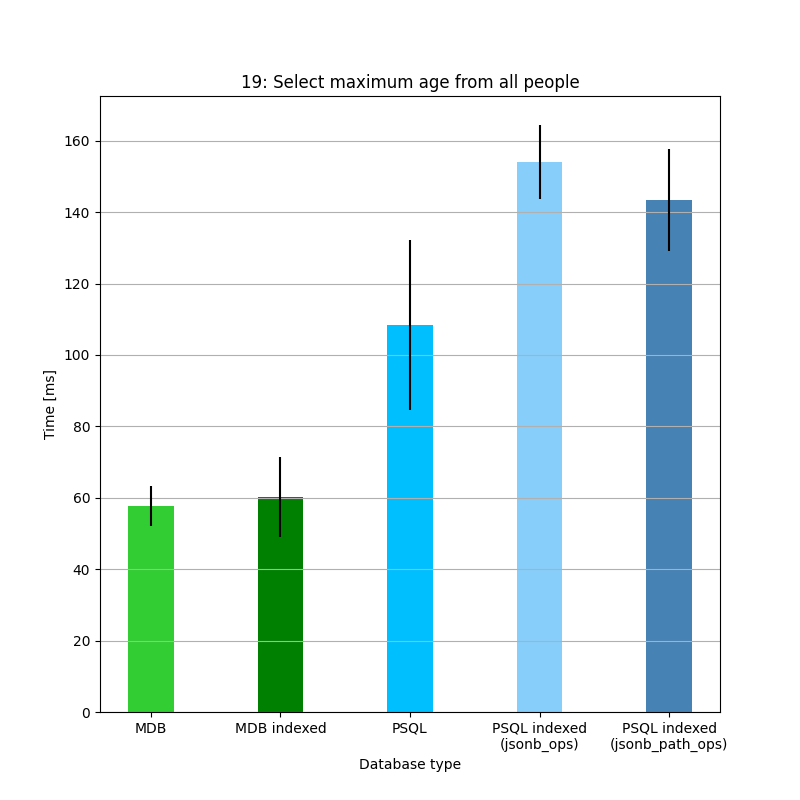 19: Select maximum age from all people
Time [ms]
160
140
120
100
80
60
40
20
0
MDB
MDB indexed
PSQL
PSQL indexed
(jsonb_ops)
PSQL indexed
(jsonb_path_ops)
Database type